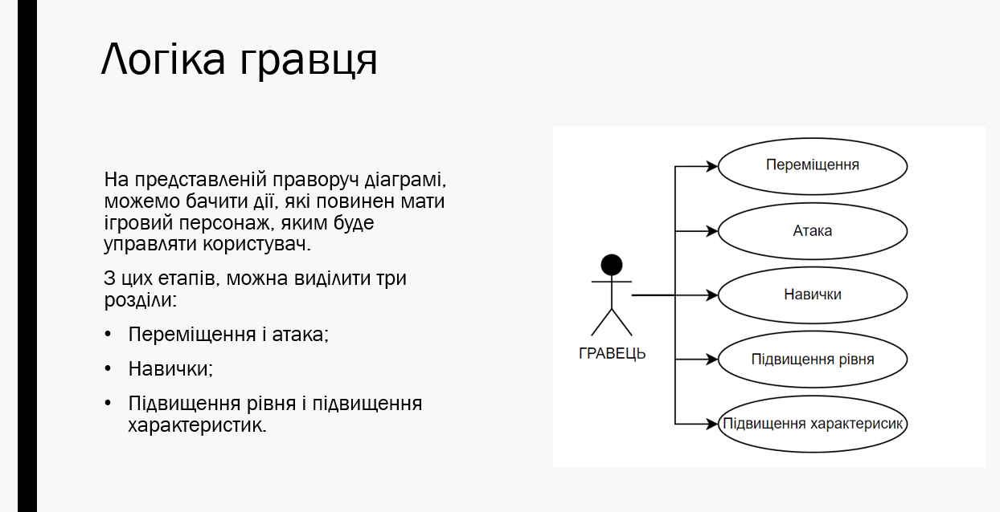 Логіка гравця
На представленій праворуч діаграмі,
можемо бачити дії, які повинен мати
ігровий персонаж, яким буде
управляти користувач.
З цих етапів, можна виділити три
розділи:
• Переміщення і атака;
• Навички;
• Підвищення рівня і підвищення
характеристик.
Переміщення
Атака
Навички
Підвищення рівня
Підвищення характерисик
ГРАВЕЦЬ